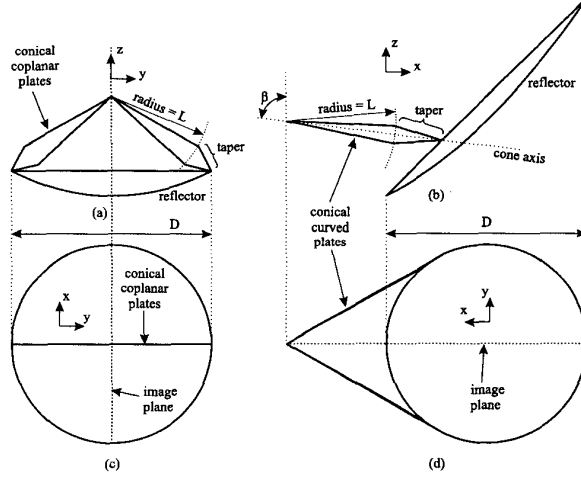 z
y
conical
coplanar
plates
radius = L
taper
reflector
(a)
z
x
reflector
β
radius = L
taper
cone axis
(b)
conical
curved
plates
D
D
conical
coplanar
plates
x
y
image
plane
(c)
y
x
image
plane
(d)